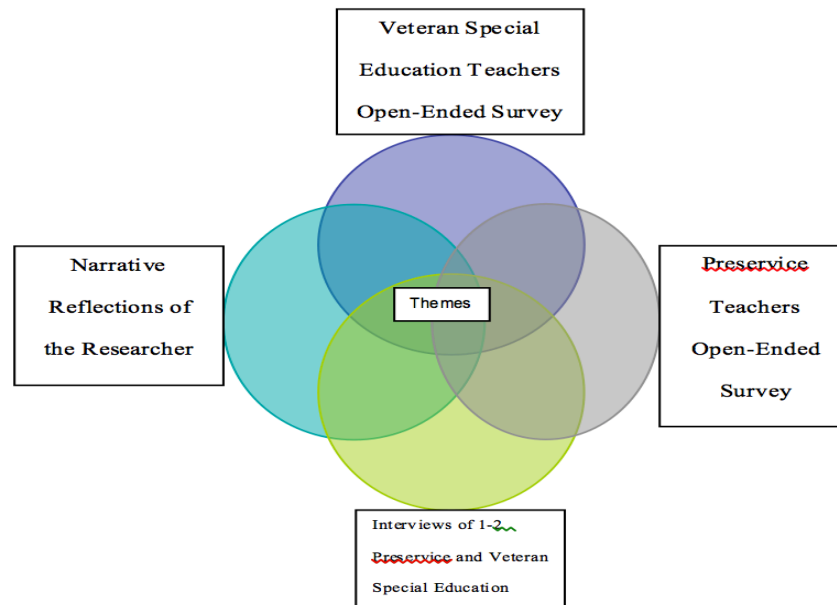 Veteran Special
Education Teachers
Open-Ended Survey
Narrative
Reflections of
the Researcher
Themes
Preservice
Teachers
Open-Ended
Survey
Interviews of 1-2
Preservice and Veteran
Special Education